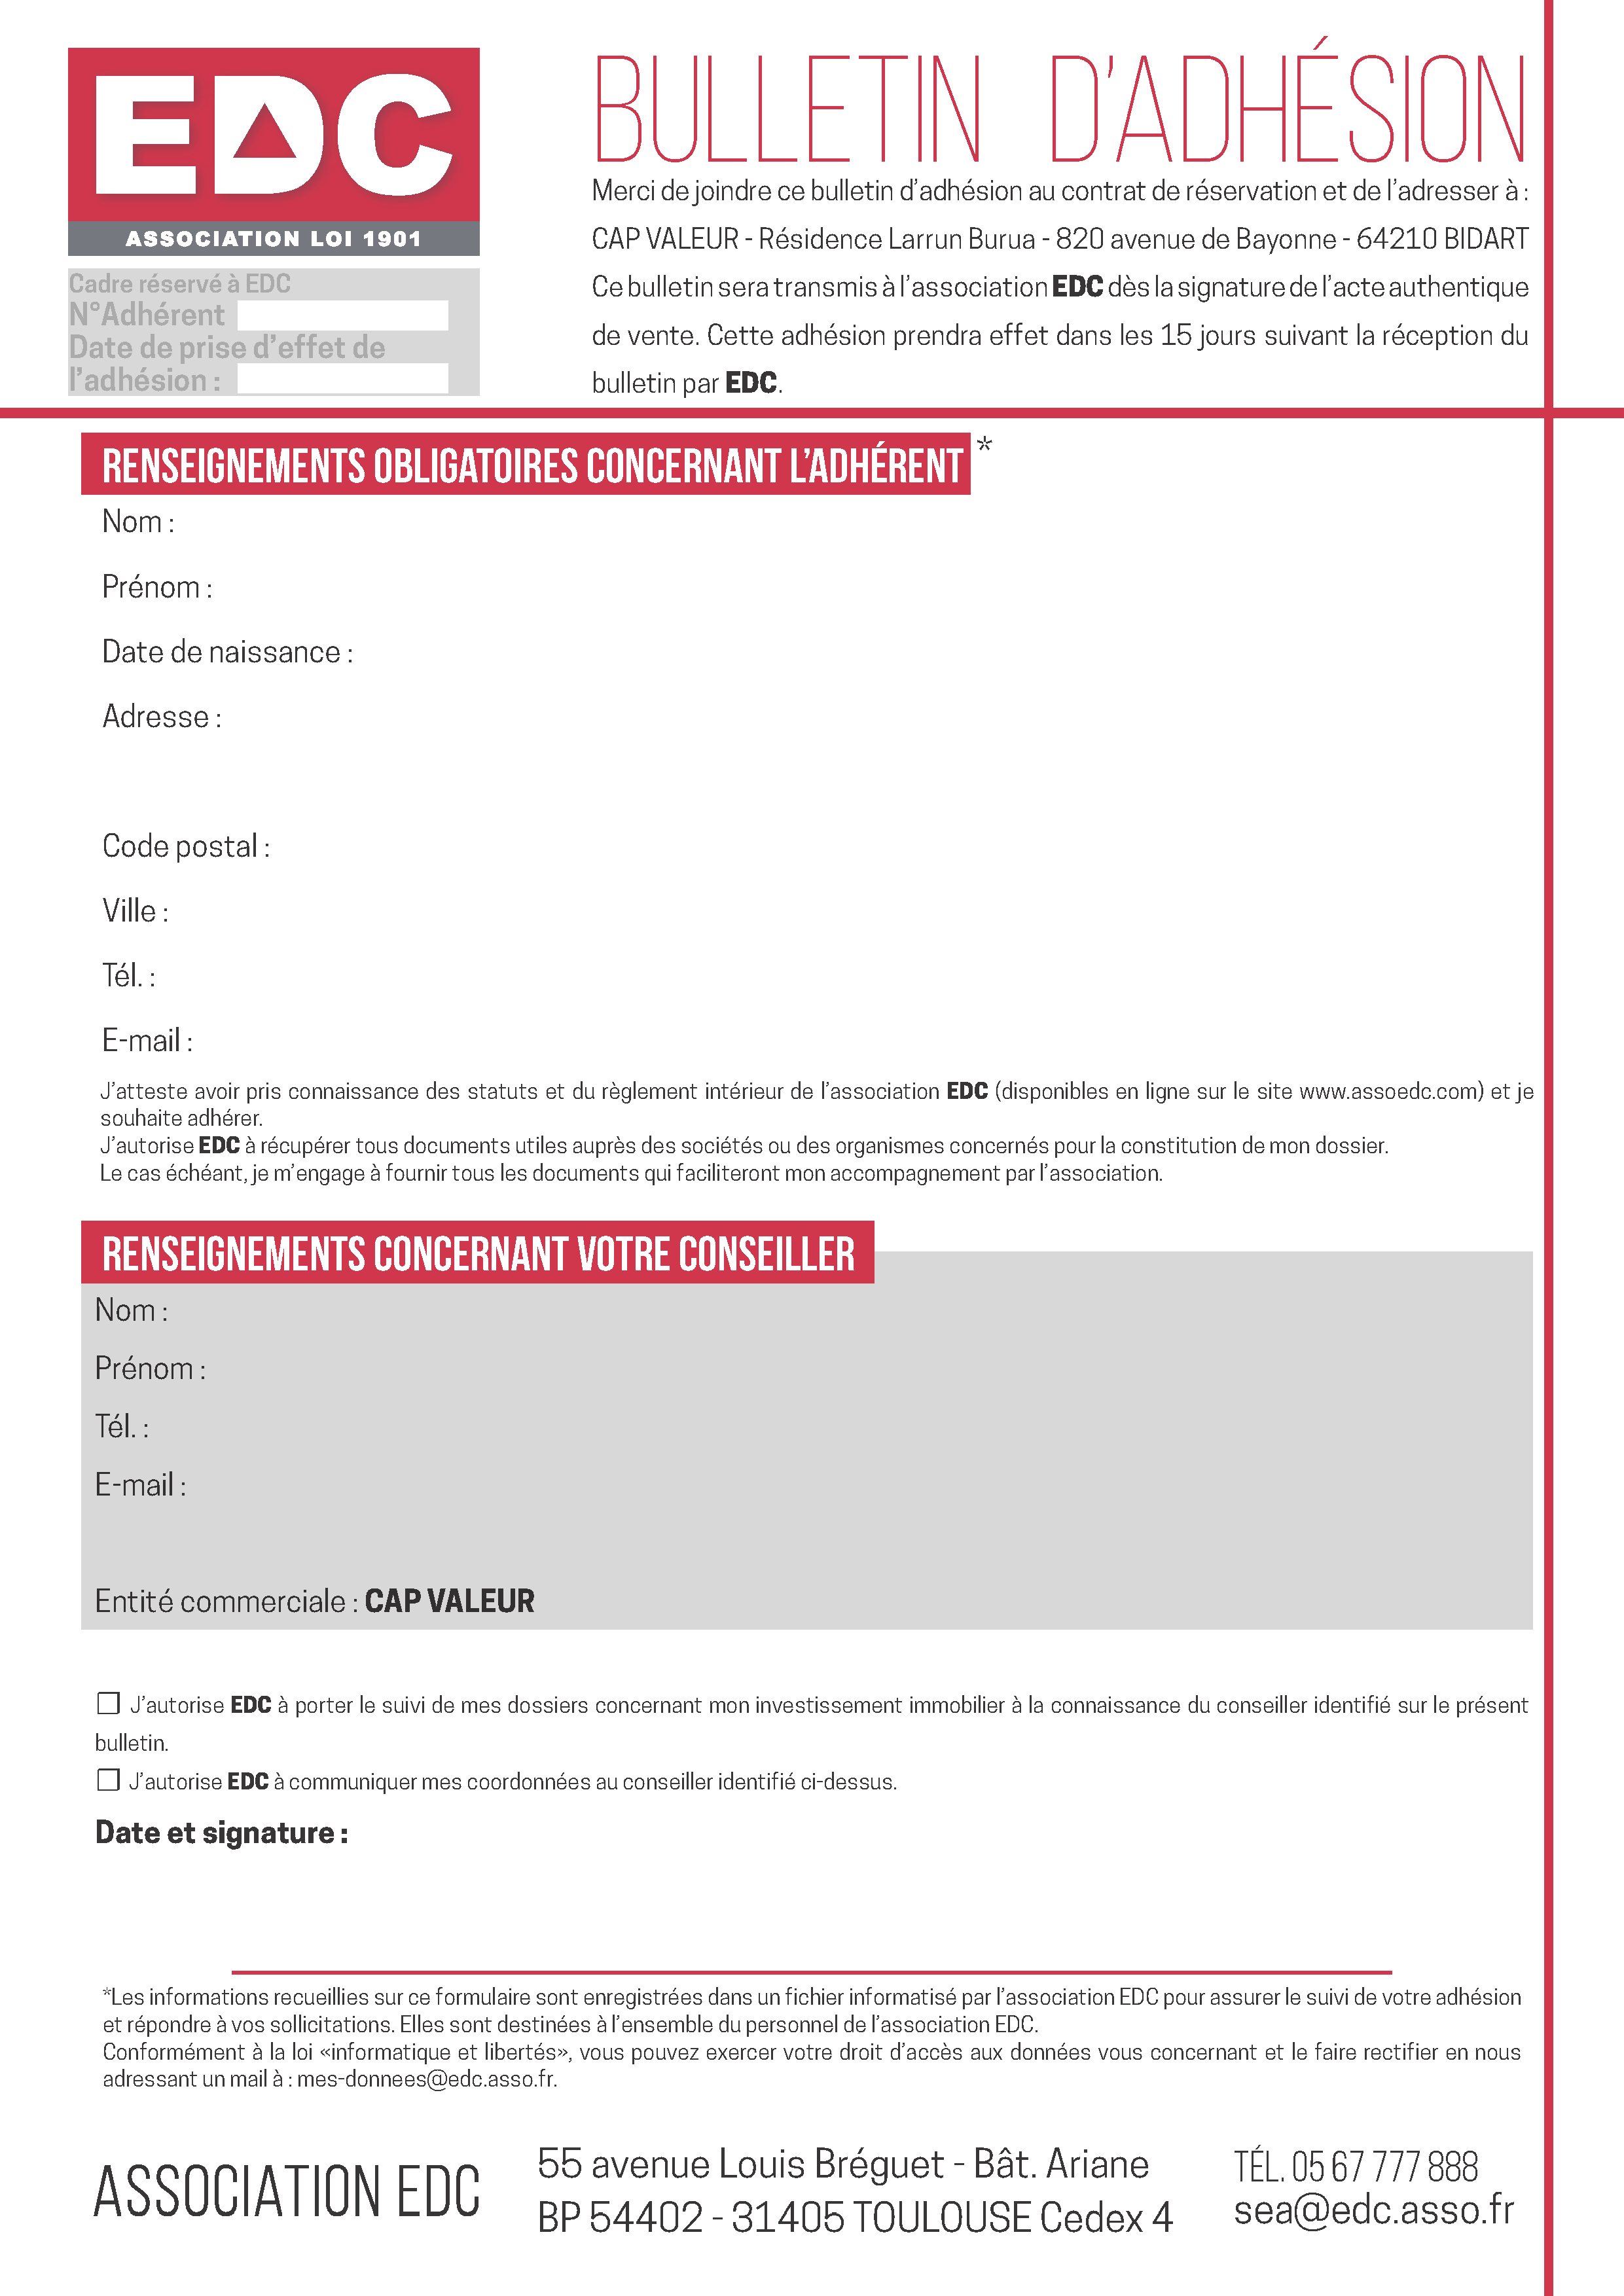 EDC
ASSOCIATION LOI 1901
Cadre réservé à EDC
N°Adhérent
Date de prise d’effet de
l’adhésion :
BULLETIN D’ADHÉSION
Merci de joindre ce bulletin d’adhésion au contrat de réservation et de l’adresser à :
CAP VALEUR - Résidence Larrun Burua - 820 avenue de Bayonne - 64210 BIDART
Ce bulletin sera transmis à l’association EDC dès la signature de l’acte authentique
de vente. Cette adhésion prendra effet dans les 15 jours suivant la réception du
bulletin par EDC.
RENSEIGNEMENTS OBLIGATOIRES CONCERNANT L’ADHÉRENT *
Nom :
Prénom :
Date de naissance :
Adresse :
Code postal :
Ville :
Tél. :
E-mail :
J’atteste avoir pris connaissance des statuts et du règlement intérieur de l’association EDC (disponibles en ligne sur le site www.assoedc.com) et je
souhaite adhérer.
J’autorise EDC à récupérer tous documents utiles auprès des sociétés ou des organismes concernés pour la constitution de mon dossier.
Le cas échéant, je m’engage à fournir tous les documents qui faciliteront mon accompagnement par l’association.
RENSEIGNEMENTS CONCERNANT VOTRE CONSEILLER
Nom :
Prénom :
Tél. :
E-mail :
Entité commerciale : CAP VALEUR
❒ J’autorise EDC à porter le suivi de mes dossiers concernant mon investissement immobilier à la connaissance du conseiller identifié sur le présent
bulletin.
❒ J’autorise EDC à communiquer mes coordonnées au conseiller identifié ci-dessus.
Date et signature :
*Les informations recueillies sur ce formulaire sont enregistrées dans un fichier informatisé par l’association EDC pour assurer le suivi de votre adhésion
et répondre à vos sollicitations. Elles sont destinées à l’ensemble du personnel de l’association EDC.
Conformément à la loi «informatique et libertés», vous pouvez exercer votre droit d’accès aux données vous concernant et le faire rectifier en nous
adressant un mail à : mes-donnees@edc.asso.fr.
ASSOCIATION EDC
55 avenue Louis Bréguet - Bât. Ariane
BP 54402 - 31405 TOULOUSE Cedex 4
TÉL. 05 67 777 888
sea@edc.asso.fr